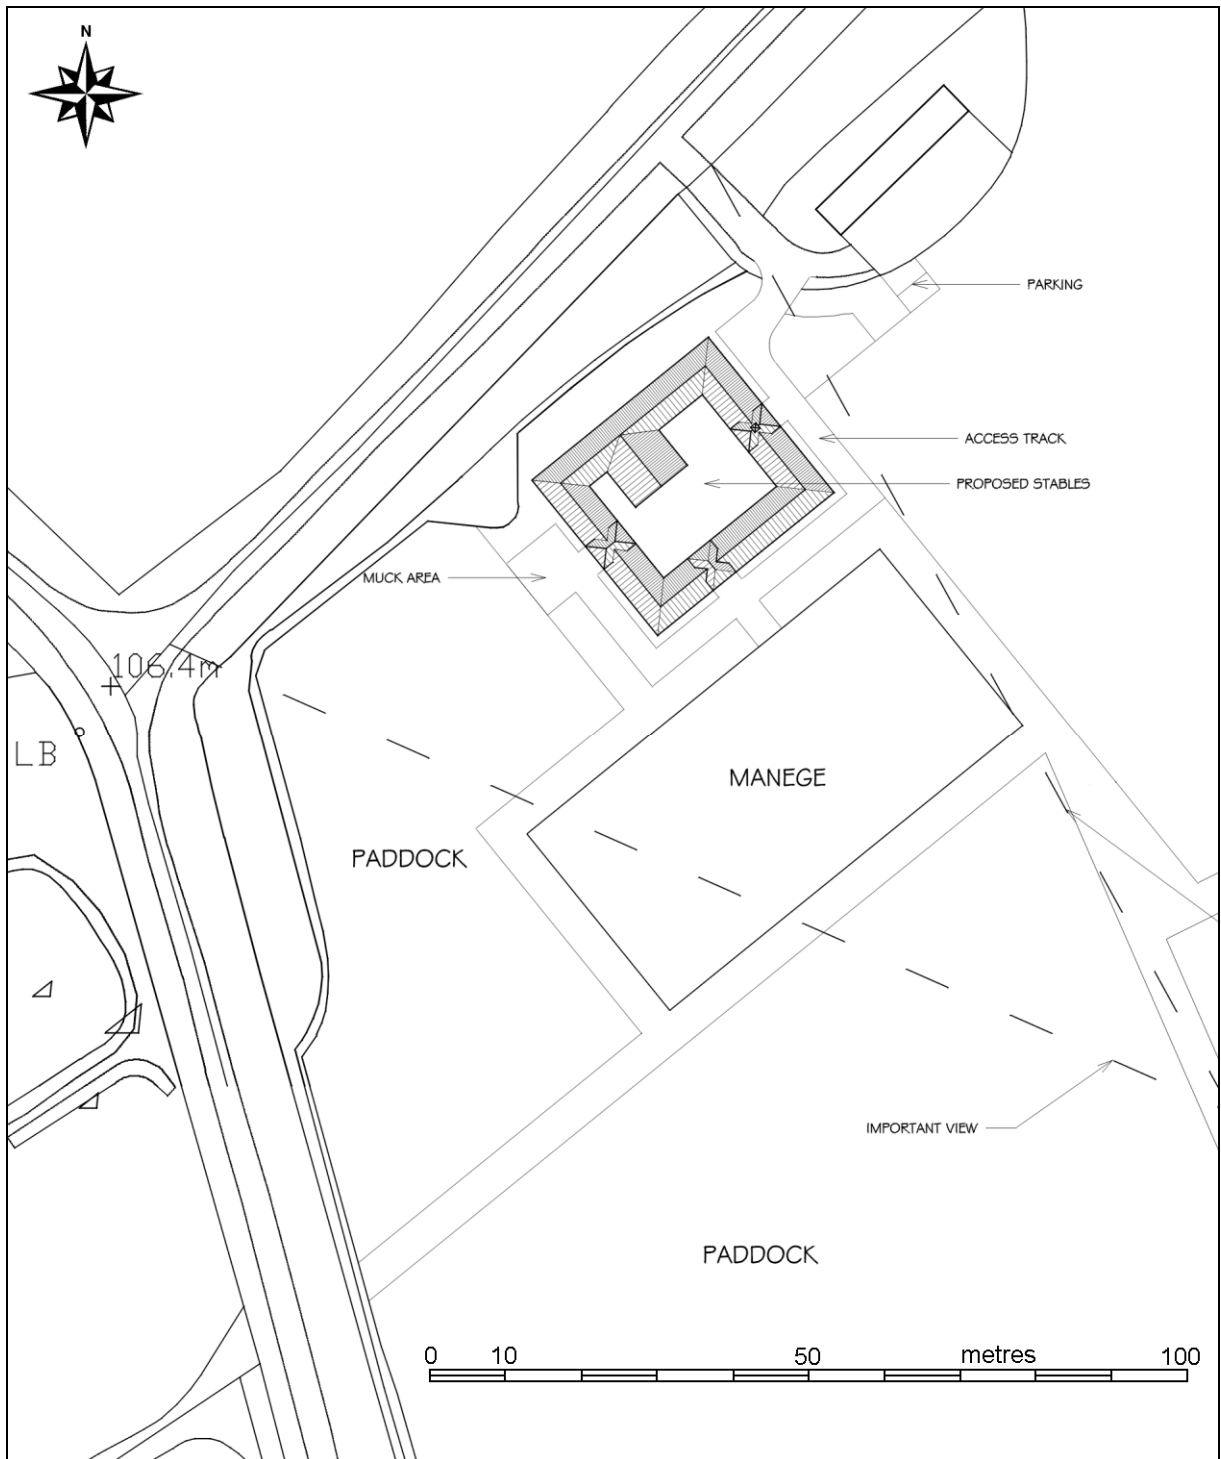 N
PARKING
ACCESS TRACK
PROPOSED STABLES
MUCK AREA
106.4m
LB
MANEGE
PADDOCK
IMPORTANT VIEW
PADDOCK
0 10 50 metres 100